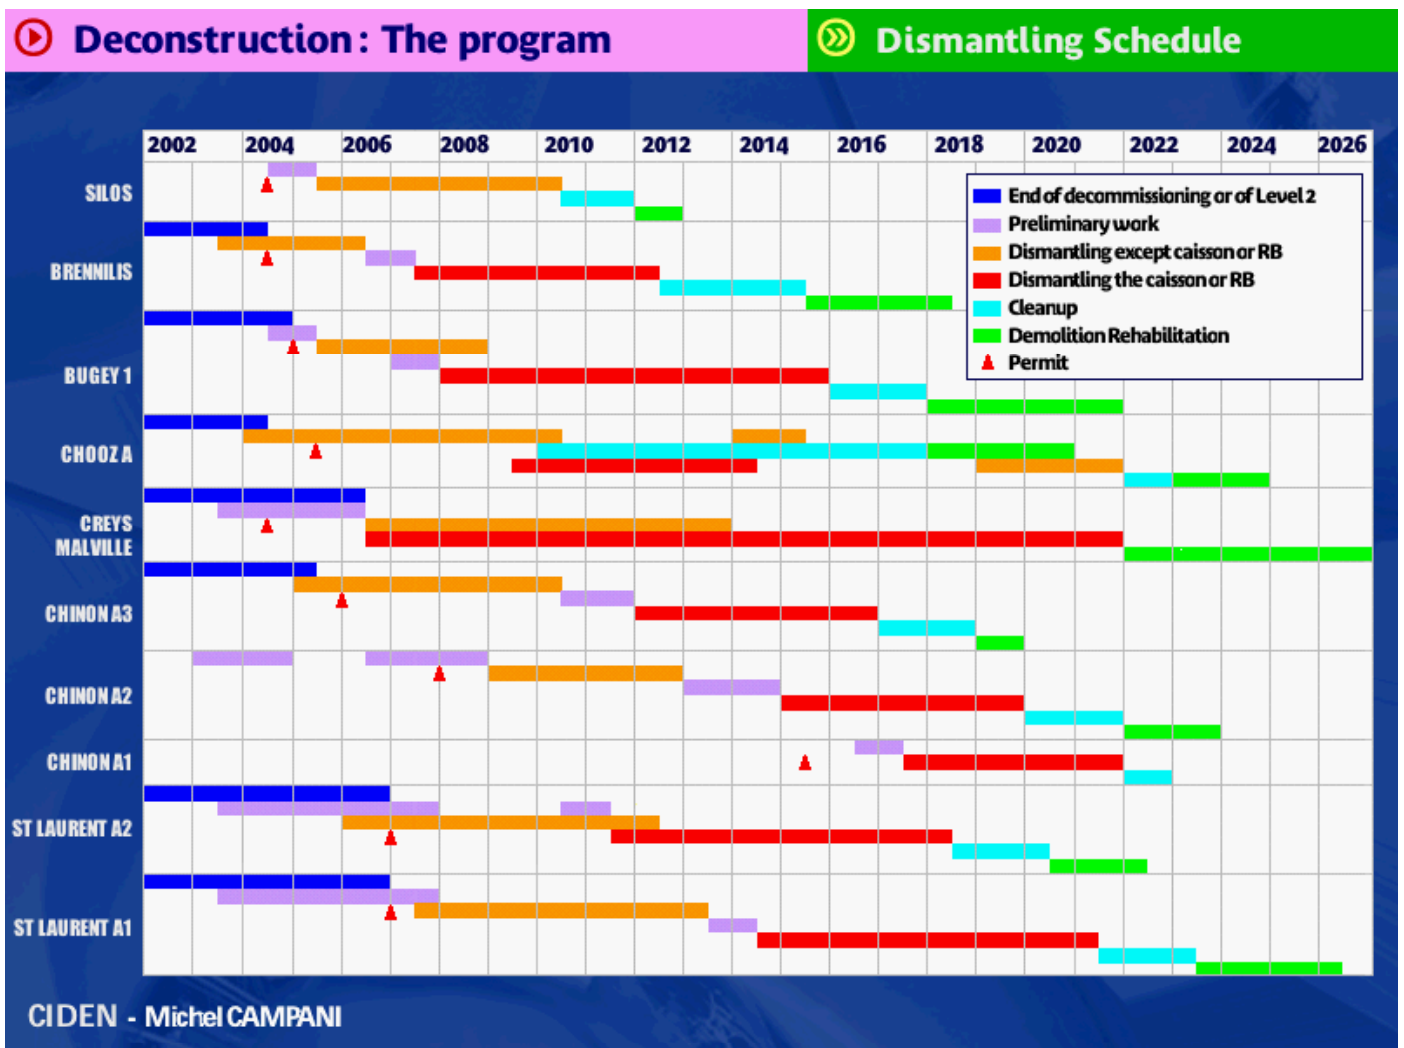 Deconstruction : The program
Dismantling Schedule
2002 2004 2006 2008 2010 2012 2014 2016 2018 2020 2022 2024 2026
SILOS
BRENNILIS
BUGEY 1
CHOOZ A
CREYS
MALVILLE
CHINON A3
CHINON A2
CHINON A1
ST LAURENT A2
ST LAURENT A1
End of decommissioning or of Level 2
Preliminary work
Dismantling except caisson or RB
Dismantling the caisson or RB
Cleanup
Demolition Rehabilitation
Permit
CIDEN - Michel CAMPANI